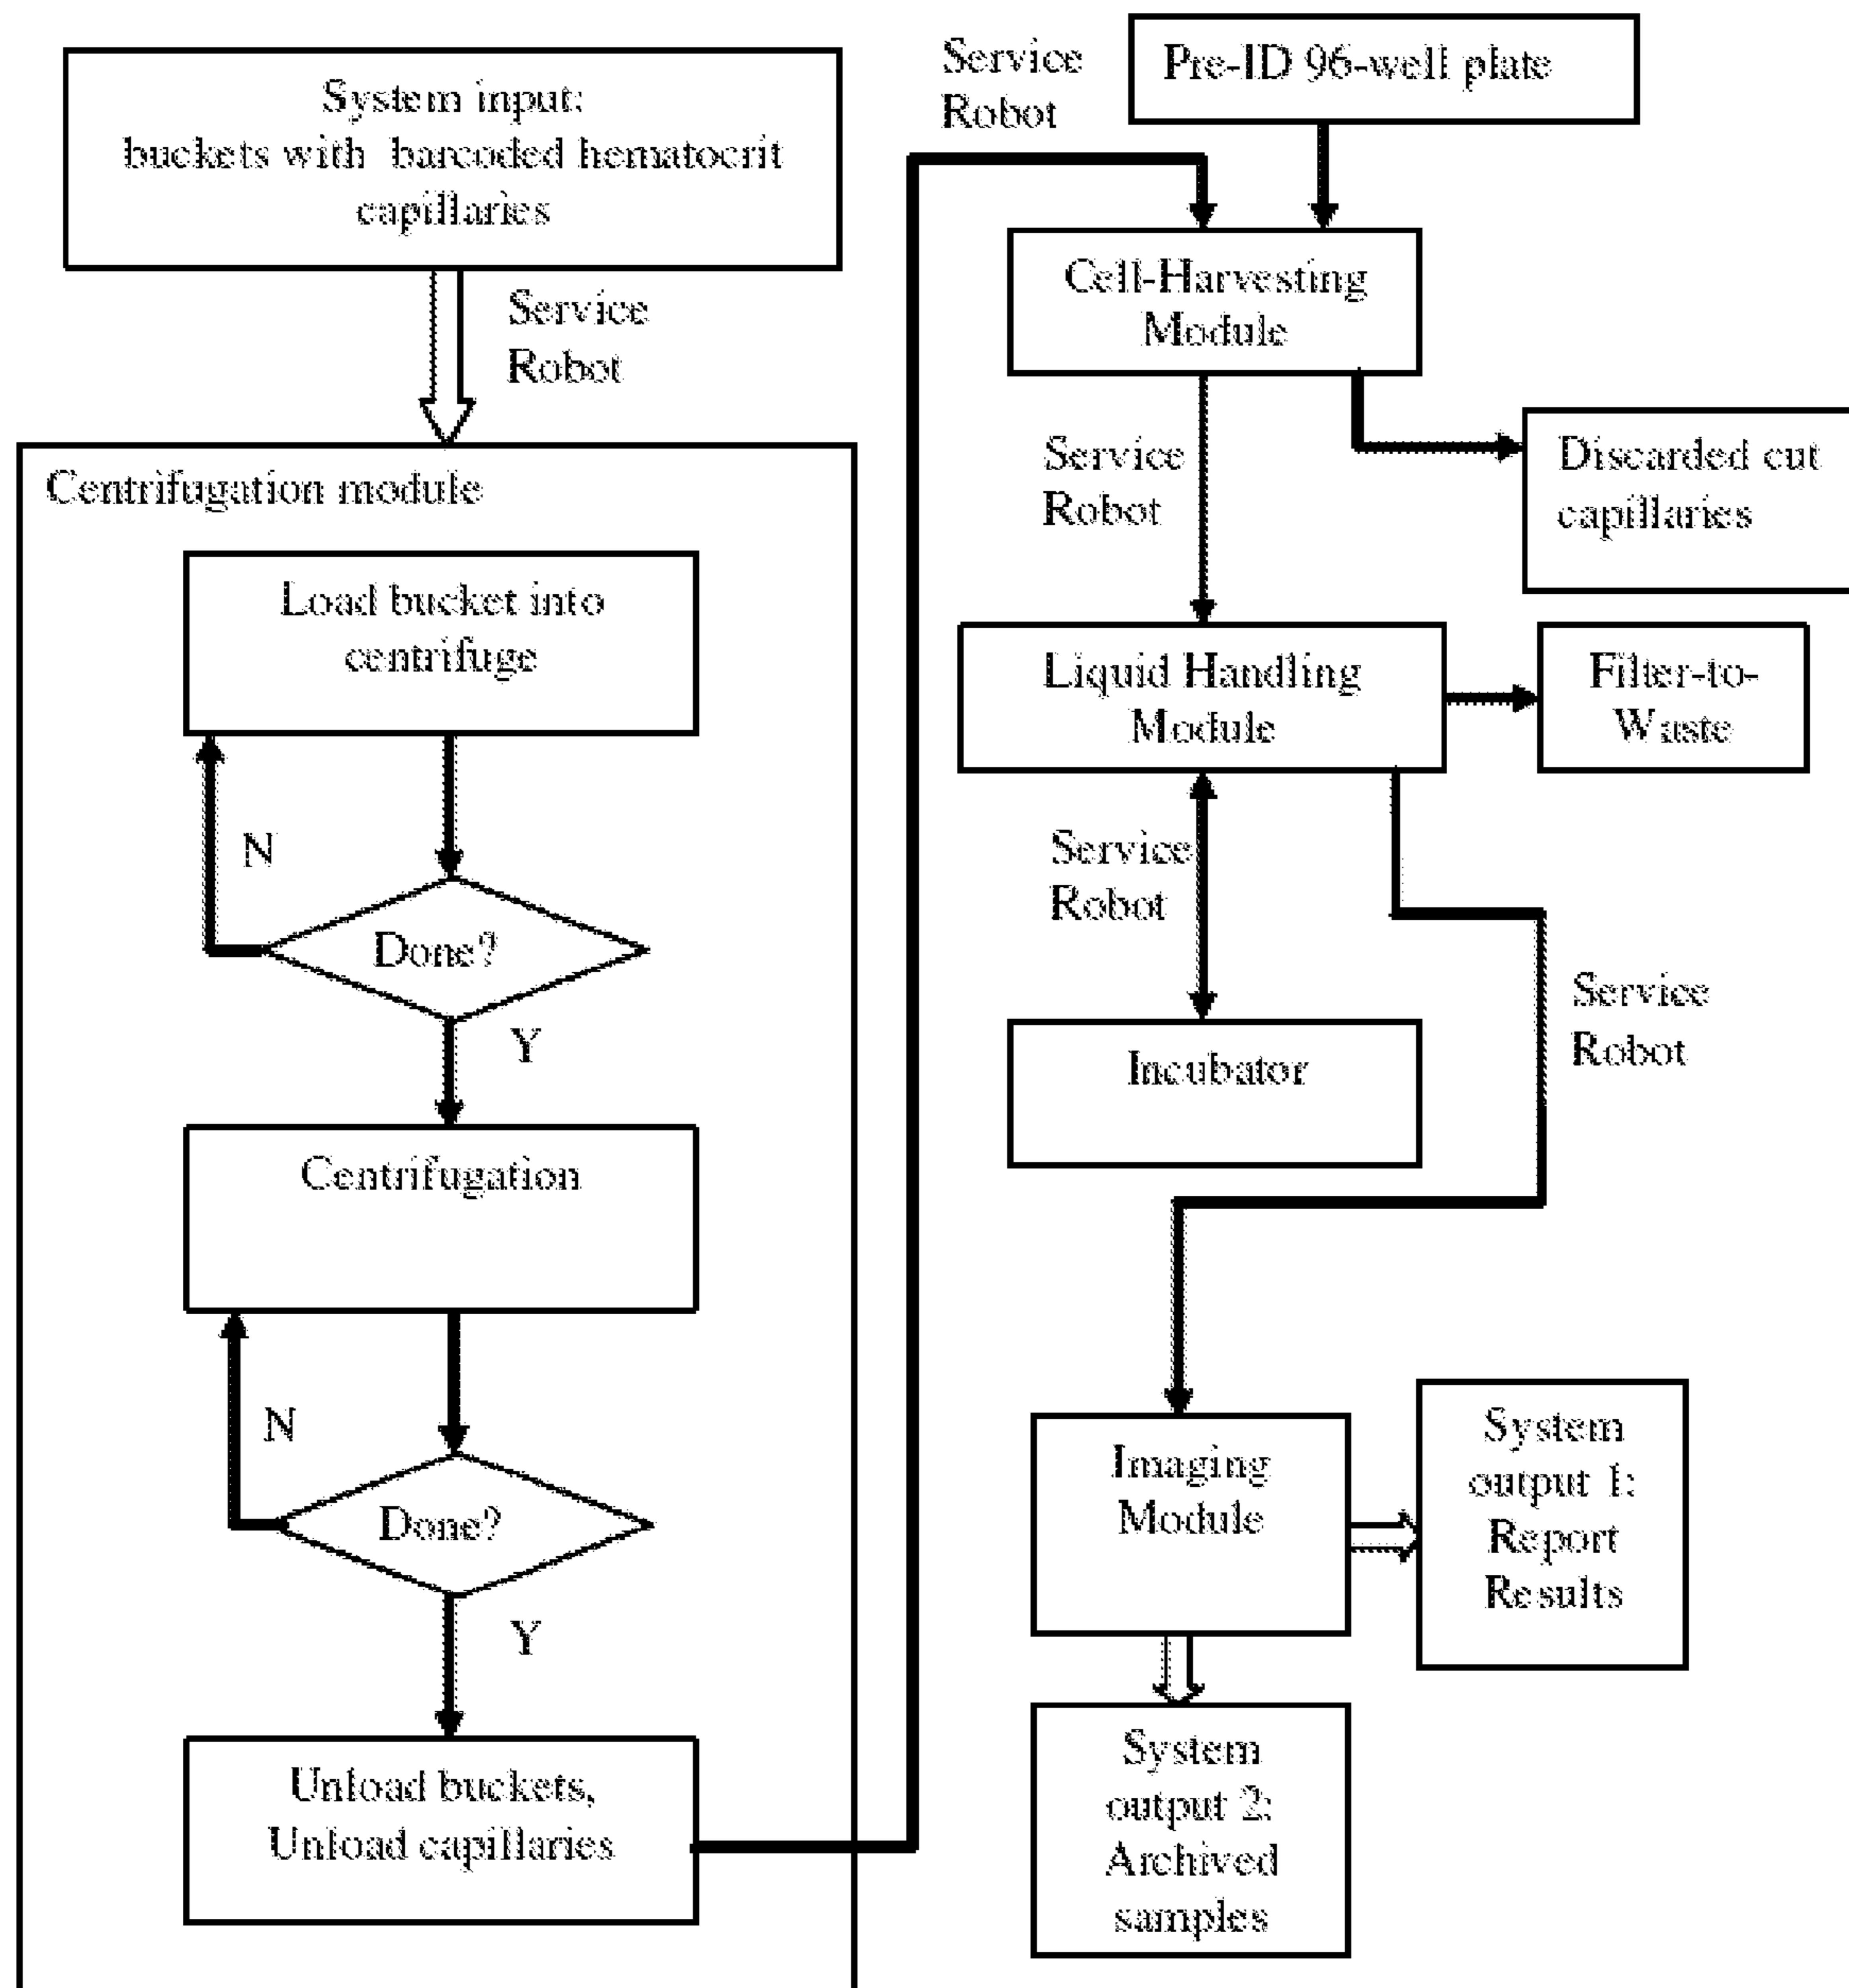 System input:
buckets with barcoded hematocrit
capillaries
Service
Robot
Centrifugation module
Load bucket into
centrifuge
N
Done?
Y
Centrifugation
N
Done?
Y
Unload buckets,
Unload capillaries
Service
Robot
Pre-ID 96-well plate
Cell-Harvesting
Module
Service
Robot
Discarded cut
capillaries
Liquid Handling
Module
Filter-to-
Waste
Service
Robot
Incubator
Service
Robot
Imaging
Module
System
output 1:
Report
Results
System
output 2:
Archived
samples